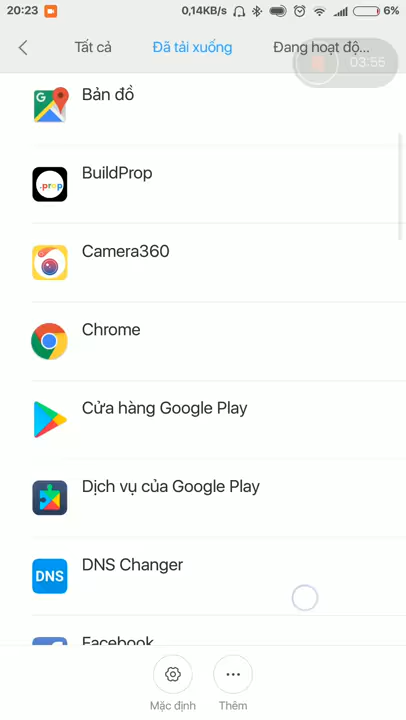 20:23 0,14KB/s 6%
Tất cả Đã tải xuống Đang hoạt độ...
03:55
Bản đồ
BuildProp
.prop
Camera360
Chrome
Cửa hàng Google Play
Dịch vụ của Google Play
DNS Changer
DNS
Facebook
Mặc định Thêm